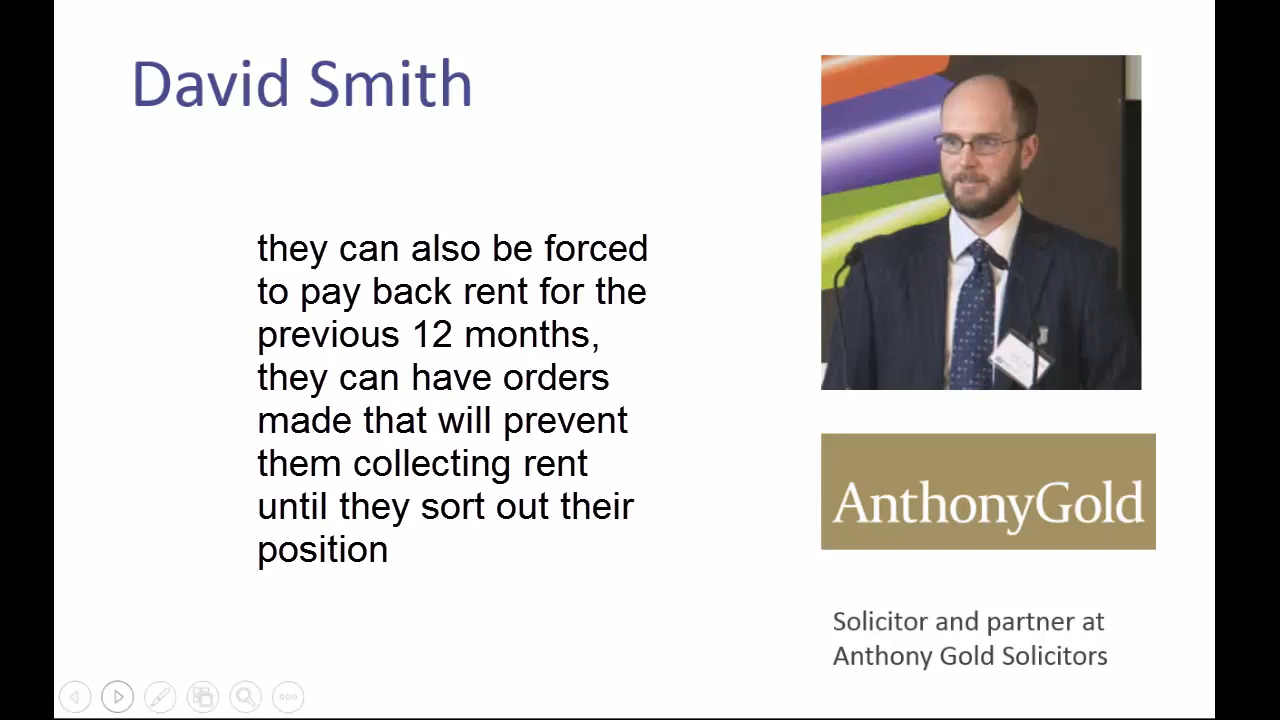 David Smith
they can also be forced
to pay back rent for the
previous 12 months,
they can have orders
made that will prevent
them collecting rent
until they sort out their
position
AnthonyGold
Solicitor and partner at
Anthony Gold Solicitors